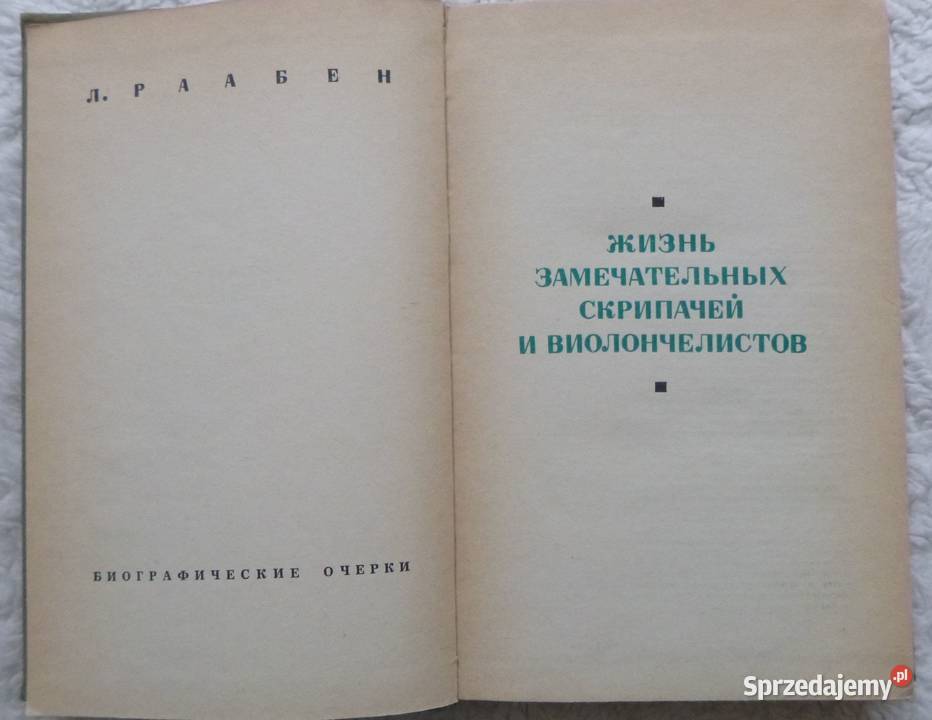 Л. РААБЕН
БИОГРАФИЧЕСКИЕ ОЧЕРКИ
ЖИЗНЬ
ЗАМЕЧАТЕЛЬНЫХ
СКРИПАЧЕЙ
И ВИОЛОНЧЕЛИСТОВ
Sprzedajemy.pl